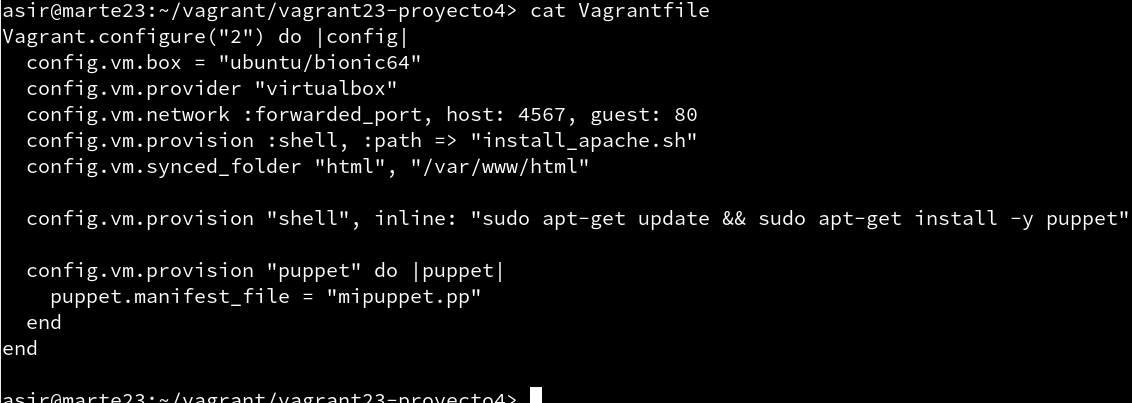 asir@marte23:~/vagrant/vagrant23-proyecto4> cat Vagrantfile
Vagrant.configure("2") do |config|
  config.vm.box = "ubuntu/bionic64"
  config.vm.provider "virtualbox"
  config.vm.network :forwarded_port, host: 4567, guest: 80
  config.vm.provision :shell, :path => "install_apache.sh"
  config.vm.synced_folder "html", "/var/www/html"

  config.vm.provision "shell", inline: "sudo apt-get update && sudo apt-get install -y puppet"

  config.vm.provision "puppet" do |puppet|
    puppet.manifest_file = "mipuppet.pp"
  end
end

asir@marte23:~/vagrant/vagrant23-proyecto4>